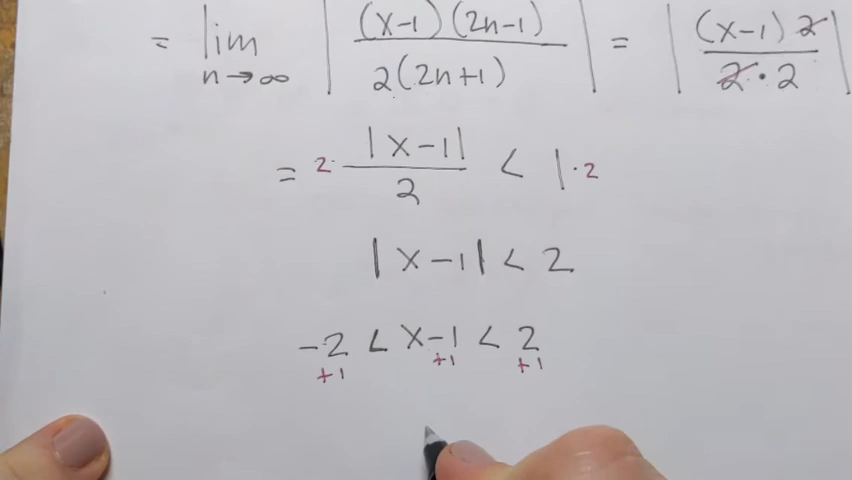 = lim n→∞ | (x-1)(2n-1) / 2(2n+1) | = | (x-1)2 / 2·2 |
= 2· |x-1| / 2 < 1·2
|x-1| < 2
-2 < x-1 < 2
+1 +1 +1